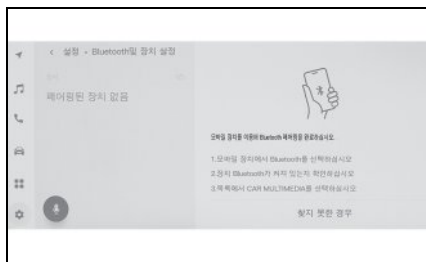 < 설정 • Bluetooth및 장치 설정
페어링된 장치 없음
모바일 장치를 이용해 Bluetooth 페어링을 완료하십시오.
1.모바일 장치에서 Bluetooth를 선택하십시오
2.장치 Bluetooth가 켜져 있는지 확인하십시오
3.목록에서 CAR MULTIMEDIA를 선택하십시오
찾지 못한 경우